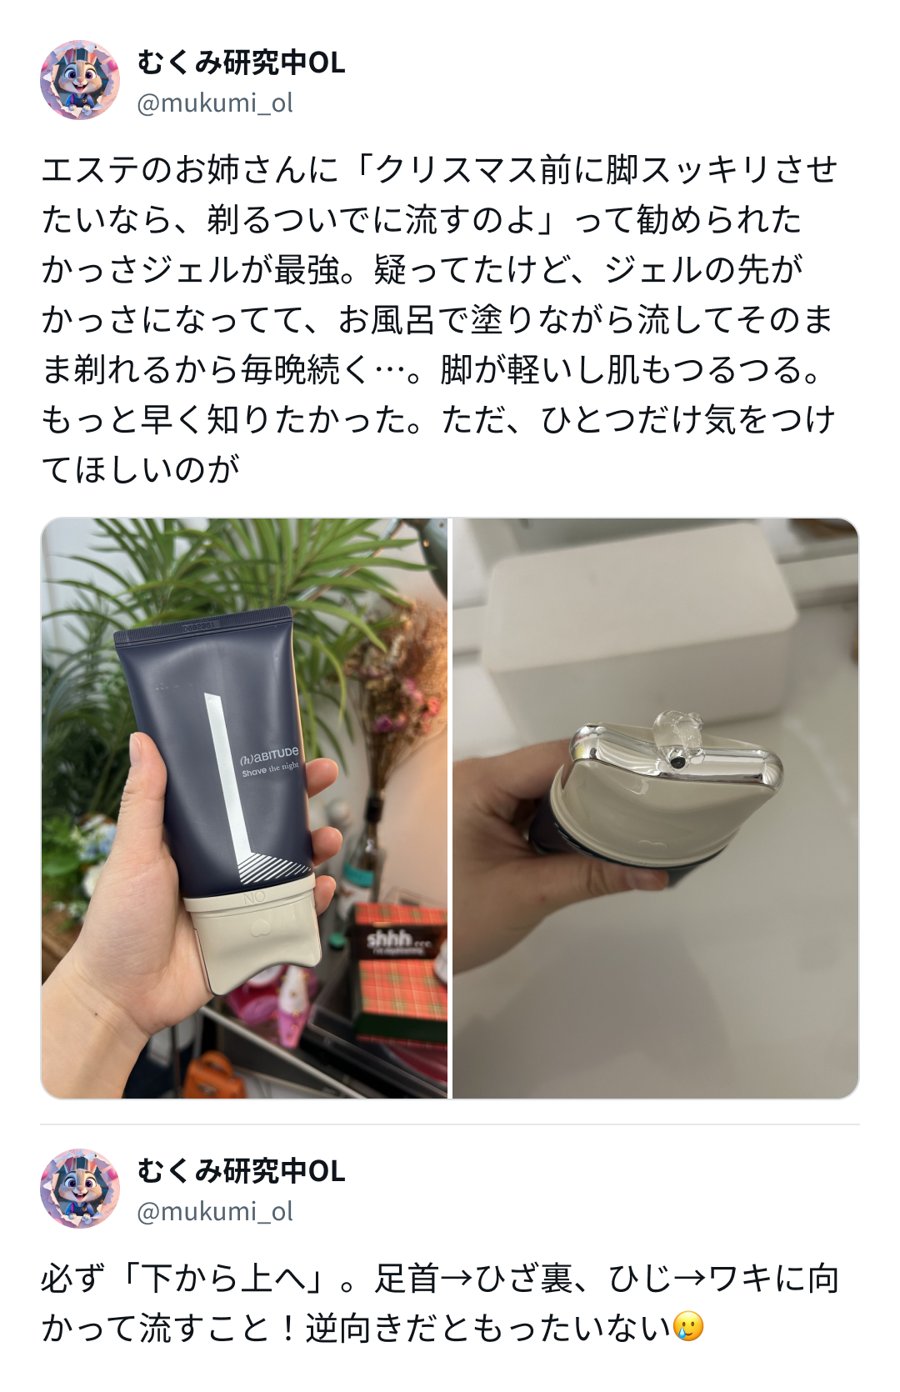 むくみ研究中OL
@mukumi_ol
エステのお姉さんに「クリスマス前に脚スッキリさせ
たいなら、剃るついでに流すのよ」って勧められた
かっさジェルが最強。疑ってたけど、ジェルの先が
かっさになってて、お風呂で塗りながら流してそのま
ま剃れるから毎晩続く…。脚が軽いし肌もつるつる。
もっと早く知りたかった。ただ、ひとつだけ気をつけ
てほしいのが
(h)ABITUDE
Shave the night
NO
shhh
むくみ研究中OL
@mukumi_ol
必ず「下から上へ」。足首→ひざ裏、ひじ→ワキに向
かって流すこと！逆向きだともったいない🥲